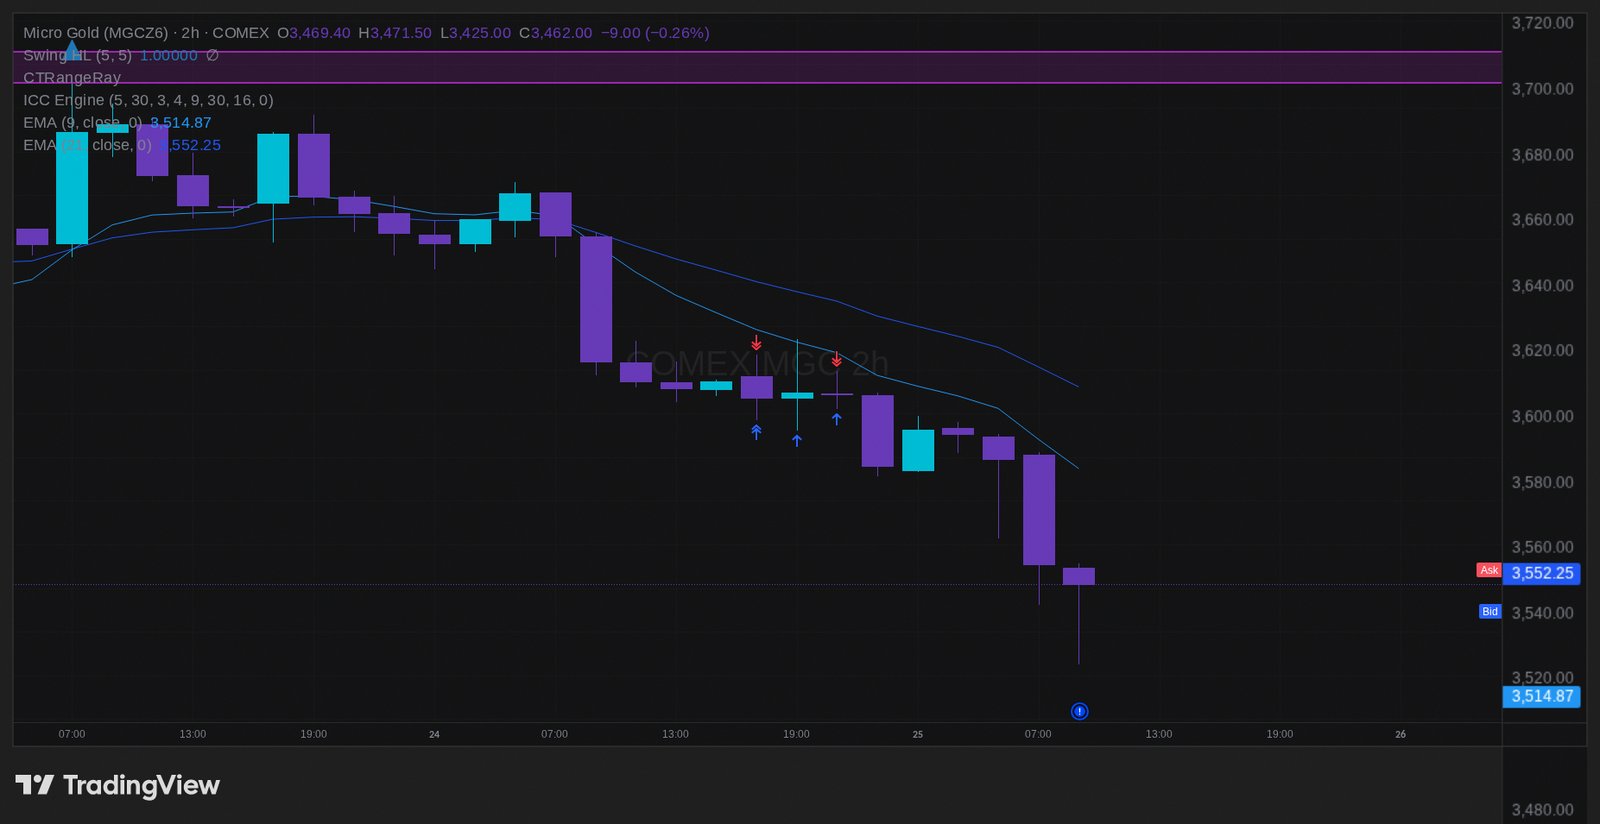 Micro Gold (MGCZ6) · 2h · COMEX O3,469.40 H3,471.50 L3,425.00 C3,462.00 −9.00 (−0.26%)
Swing HL (5, 5) 1.00000 ∅
CTRangeRay
ICC Engine (5, 30, 3, 4, 9, 30, 16, 0)
EMA (9, close, 0) 3,514.87
EMA (21, close, 0) 3,552.25
COMEX:MGC 2h
3,720.00
3,700.00
3,680.00
3,660.00
3,640.00
3,620.00
3,600.00
3,580.00
3,560.00
Ask
3,552.25
Bid
3,540.00
3,520.00
3,514.87
3,480.00
07:00 13:00 19:00 24 07:00 13:00 19:00 25 07:00 13:00 19:00 26
TradingView